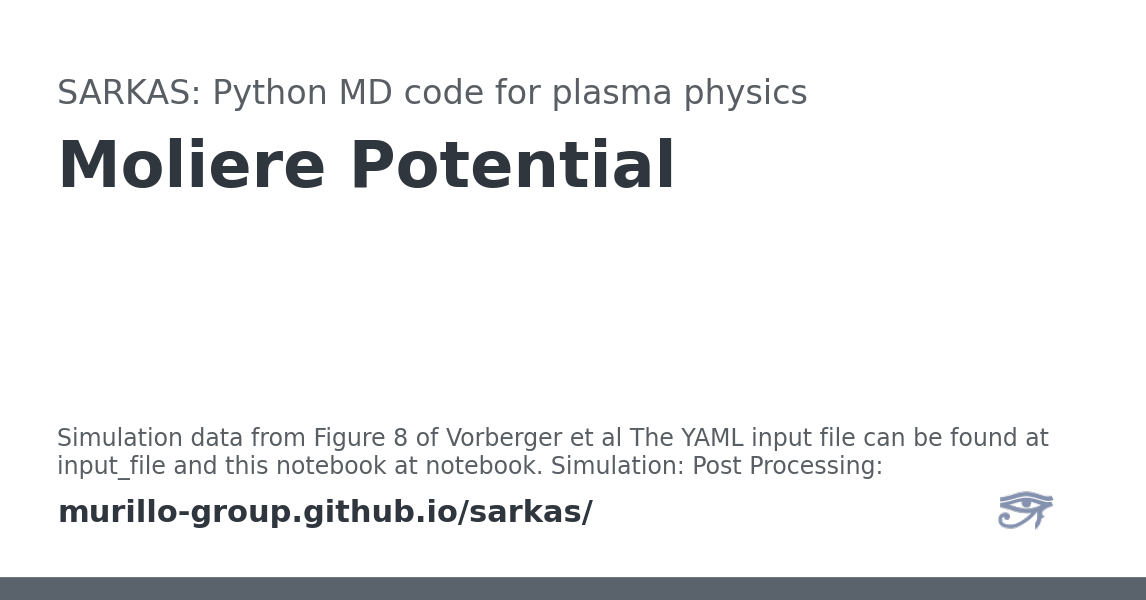 SARKAS: Python MD code for plasma physics
Moliere Potential
Simulation data from Figure 8 of Vorberger et al The YAML input file can be found at
input_file and this notebook at notebook. Simulation: Post Processing:
murillo-group.github.io/sarkas/